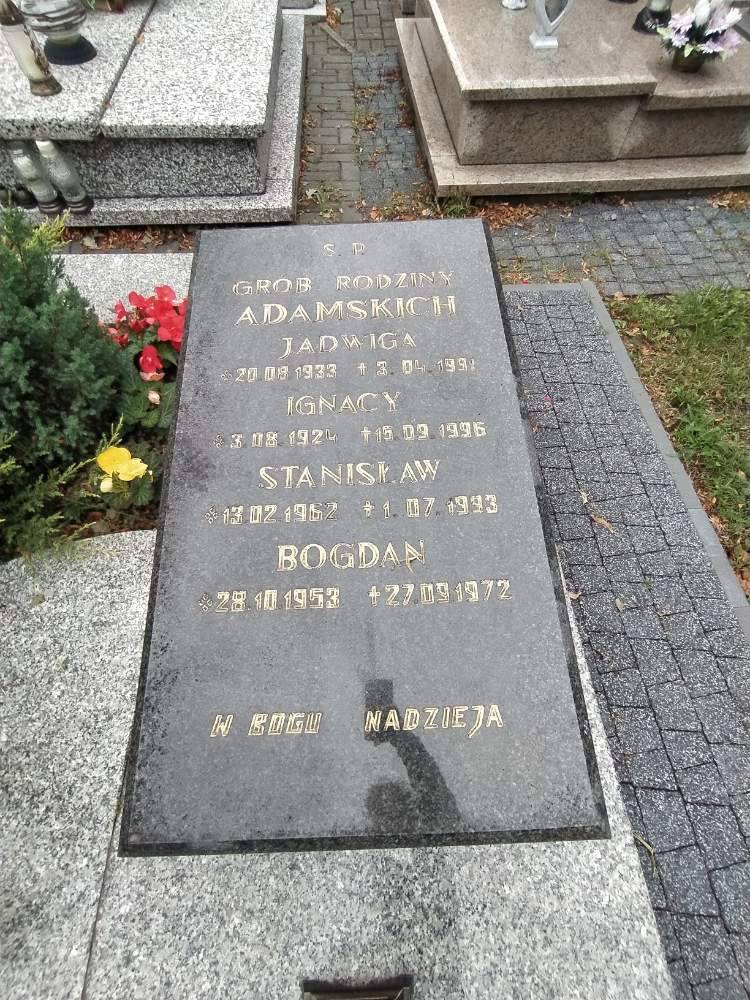 Ś. P.
GROB RODZINY
ADAMSKICH
JADWIGA
* 20 08 1933 † 3. 04. 1991
IGNACY
* 3 08. 1924 † 15. 09. 1996
STANISŁAW
* 13. 02. 1962 † 1. 07. 1993
BOGDAN
* 28. 10. 1953 † 27. 09. 1972
W BOGU NADZIEJA